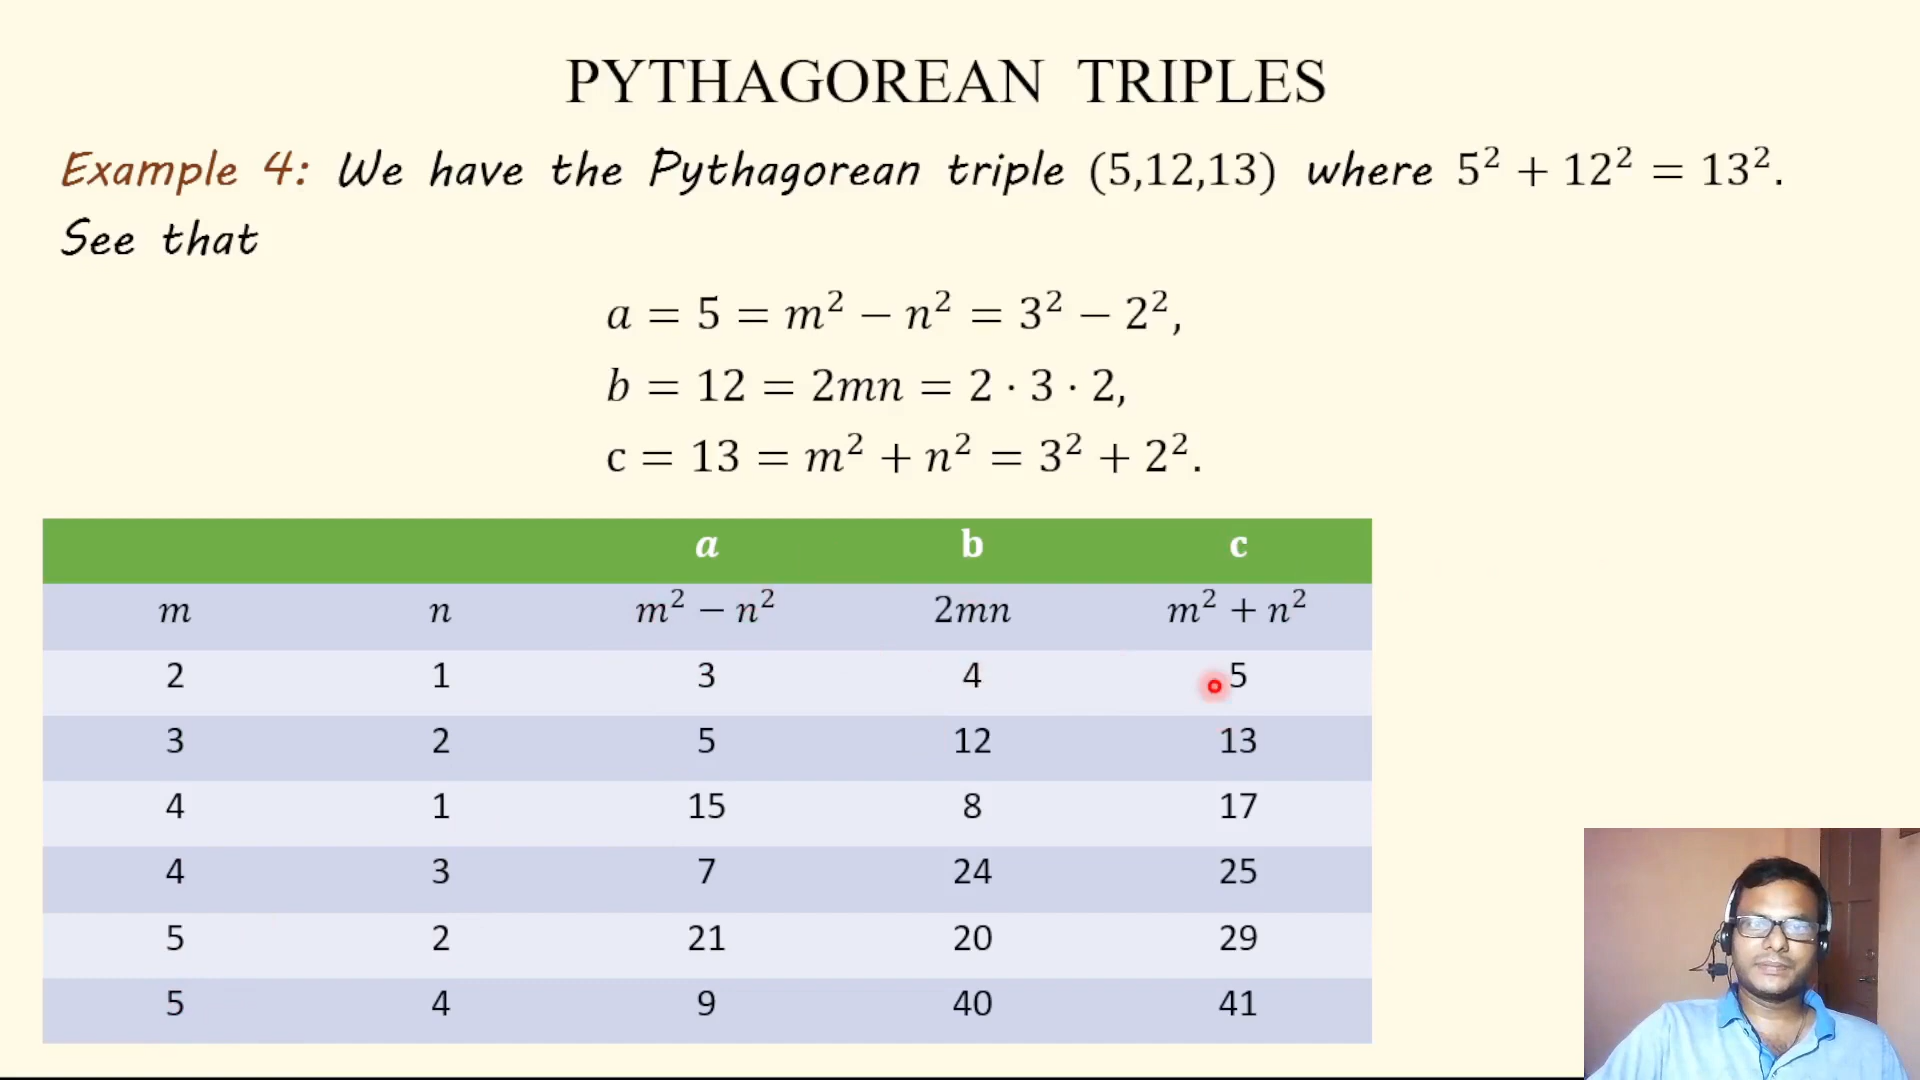 PYTHAGOREAN TRIPLES
Example 4: We have the Pythagorean triple (5,12,13) where 5² + 12² = 13².
See that
a = 5 = m² − n² = 3² − 2²,
b = 12 = 2mn = 2 · 3 · 2,
c = 13 = m² + n² = 3² + 2².
a b c
m n m² − n² 2mn m² + n²
2 1 3 4 5
3 2 5 12 13
4 1 15 8 17
4 3 7 24 25
5 2 21 20 29
5 4 9 40 41